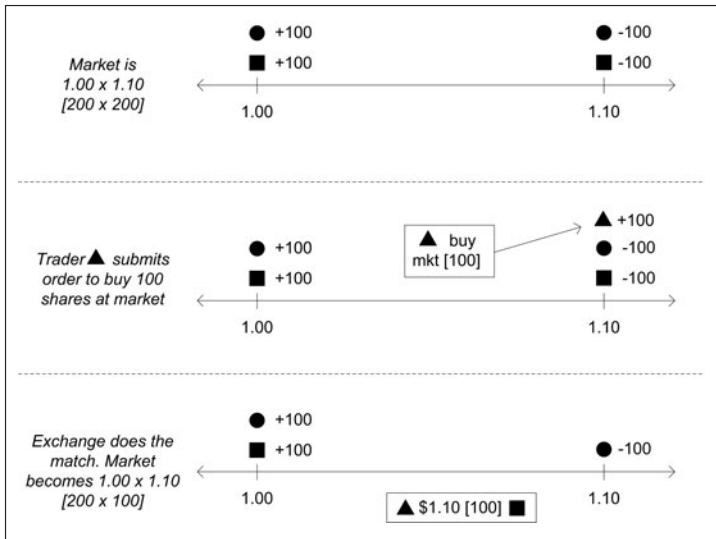 +100
-100
Market is
1.00 x 1.10
[200 x 200]
+100
-100
1.00
1.10
+100
buy
mkt [100]
Trader submits
order to buy 100
shares at market
+100
-100
+100
-100
1.00
1.10
+100
Exchange does the
match. Market
becomes 1.00 x 1.10
[200 x 100]
+100
-100
1.00
$1.10 [100]
1.10